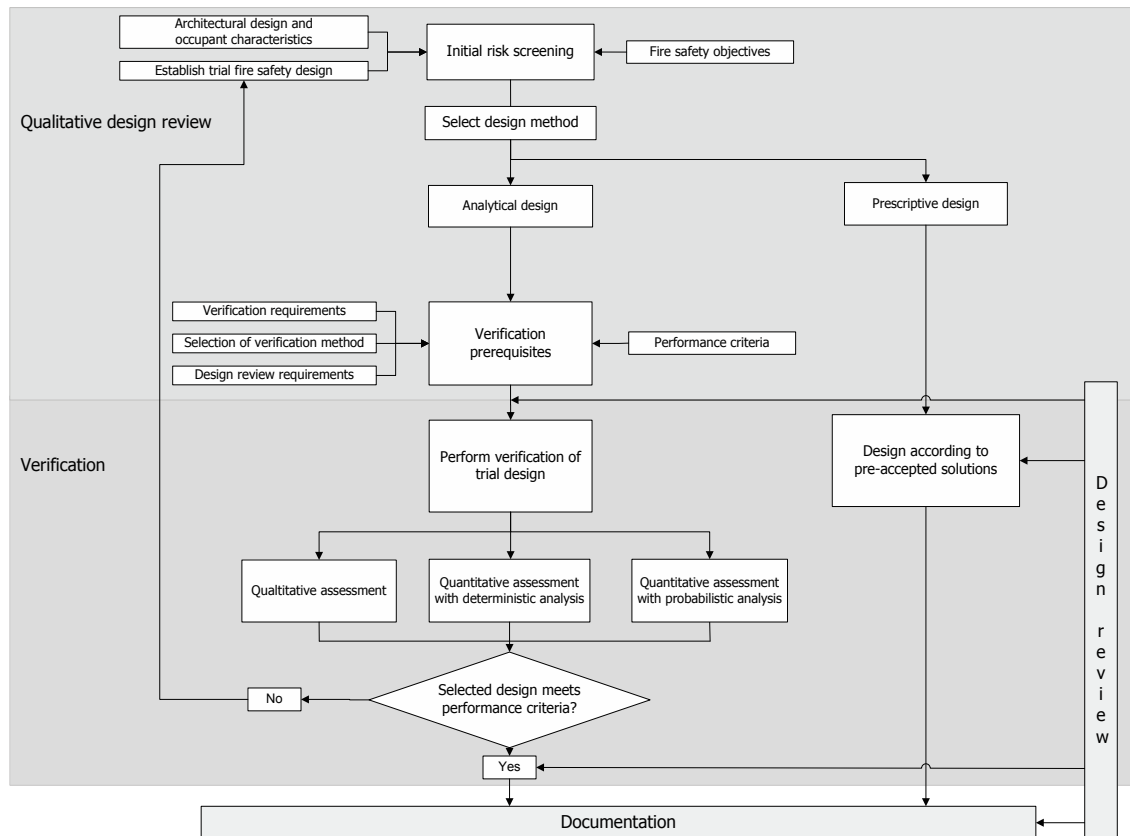 Architectural design and
occupant characteristics
Establish trial fire safety design
Initial risk screening
Fire safety objectives
Qualitative design review
Select design method
Analytical design
Prescriptive design
Verification requirements
Selection of verification method
Design review requirements
Verification
prerequisites
Performance criteria
Verification
Perform verification of
trial design
Design according to
pre-accepted solutions
Qualtitative assessment
Quantitative assessment
with deterministic analysis
Quantitative assessment
with probabilistic analysis
Selected design meets
performance criteria?
No
Yes
Design review
Documentation